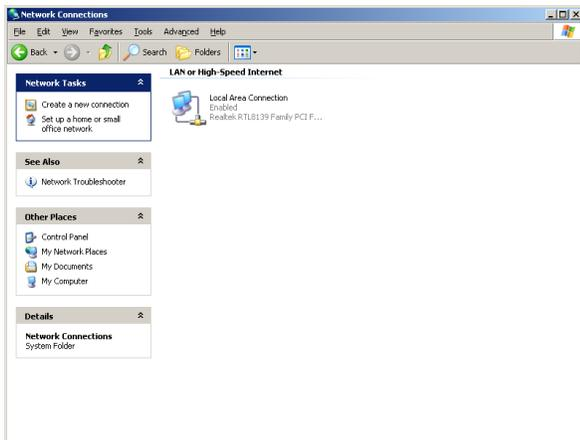 Network Connections
File Edit View Favorites Tools Advanced Help
Back Search Folders
Network Tasks
Create a new connection
Set up a home or small
office network
See Also
Network Troubleshooter
Other Places
Control Panel
My Network Places
My Documents
My Computer
Details
Network Connections
System Folder
LAN or High-Speed Internet
Local Area Connection
Enabled
Realtek RTL8139 Family PCI F...